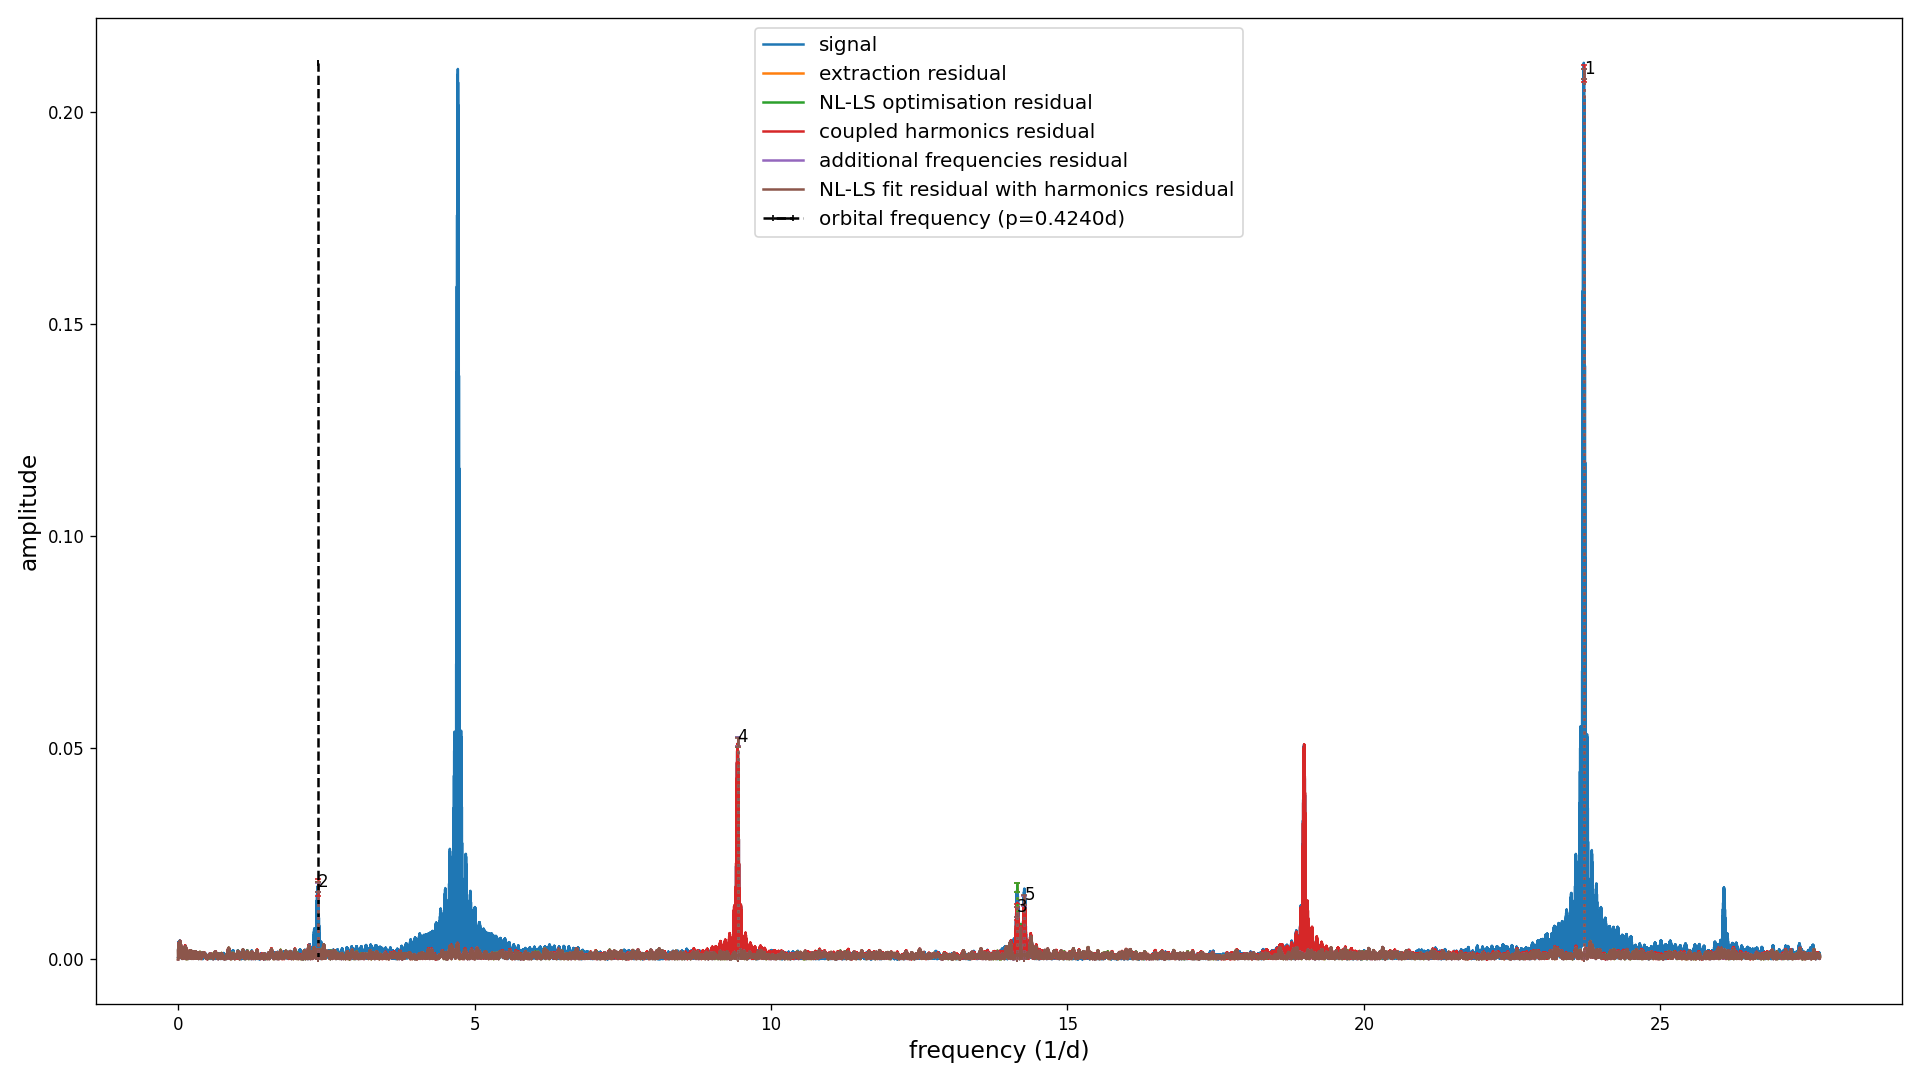 signal
extraction residual
NL-LS optimisation residual
coupled harmonics residual
additional frequencies residual
NL-LS fit residual with harmonics residual
orbital frequency (p=0.4240d)
amplitude
0.20
0.15
0.10
0.05
0.00
1
2
4
3
5
0
5
10
15
20
25
frequency (1/d)